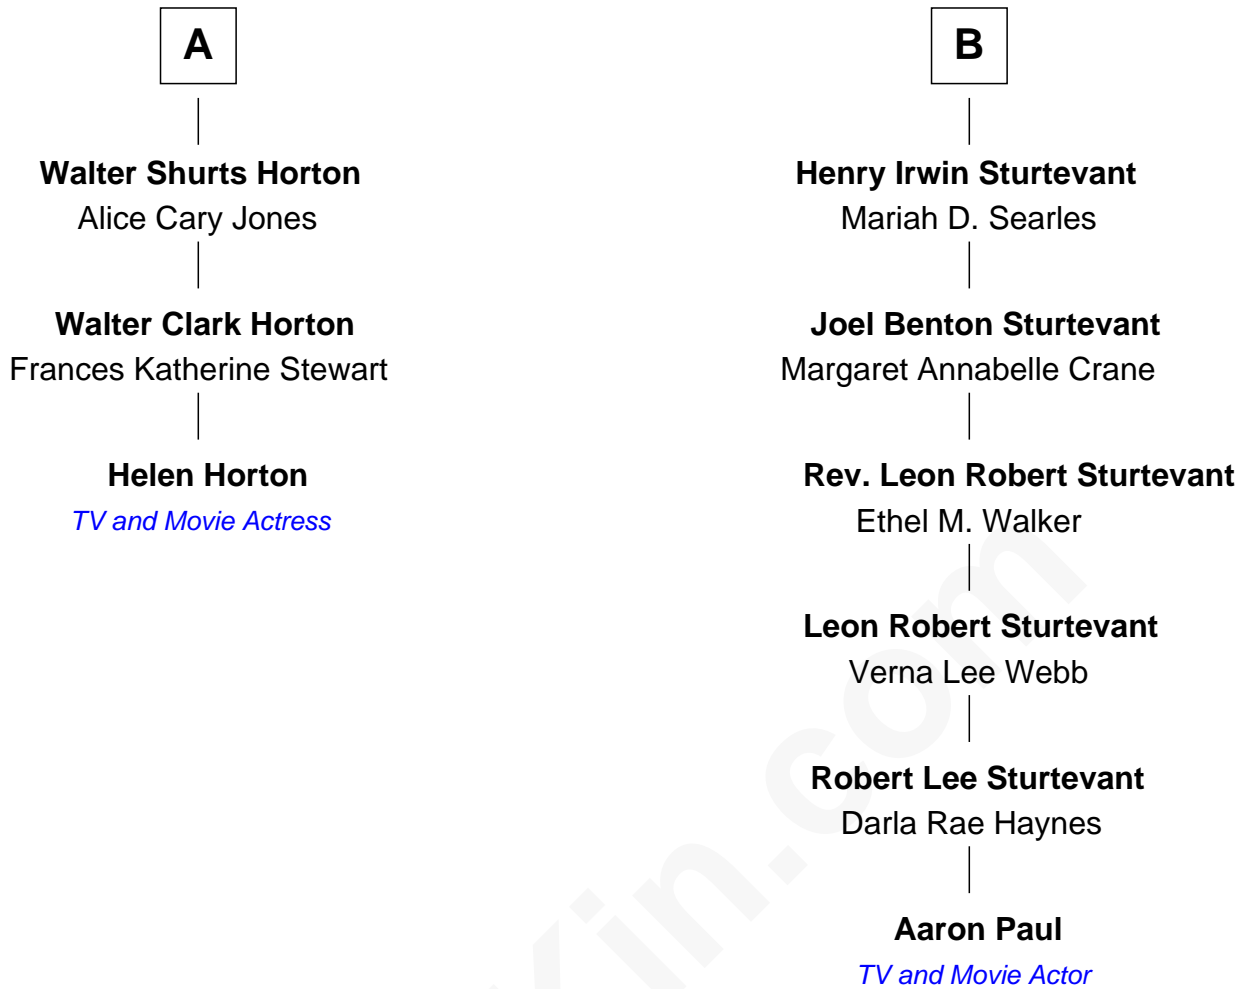 A
Walter Shurts Horton
Alice Cary Jones
Walter Clark Horton
Frances Katherine Stewart
Helen Horton
TV and Movie Actress
B
Henry Irwin Sturtevant
Mariah D. Searles
Joel Benton Sturtevant
Margaret Annabelle Crane
Rev. Leon Robert Sturtevant
Ethel M. Walker
Leon Robert Sturtevant
Verna Lee Webb
Robert Lee Sturtevant
Darla Rae Haynes
Aaron Paul
TV and Movie Actor
Kin.com